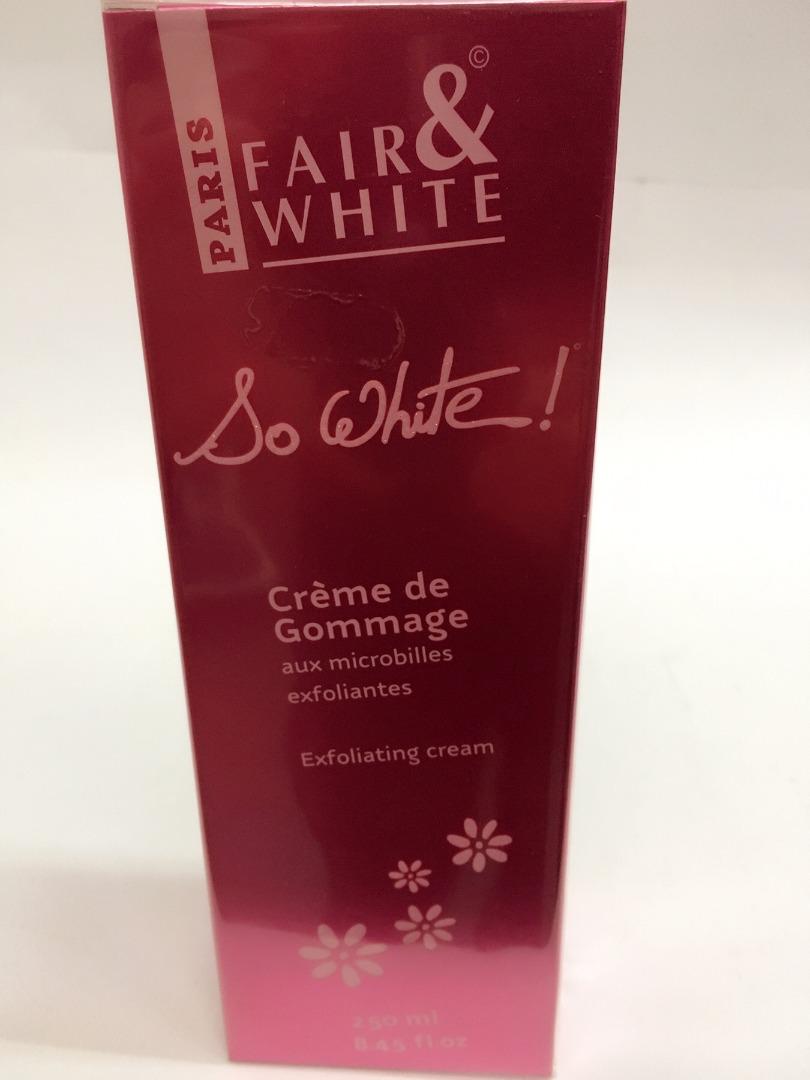 ©
PARIS
FAIR &
WHITE
So White!
Crème de
Gommage
aux microbilles
exfoliantes
Exfoliating cream
250 ml
8.45 fl oz